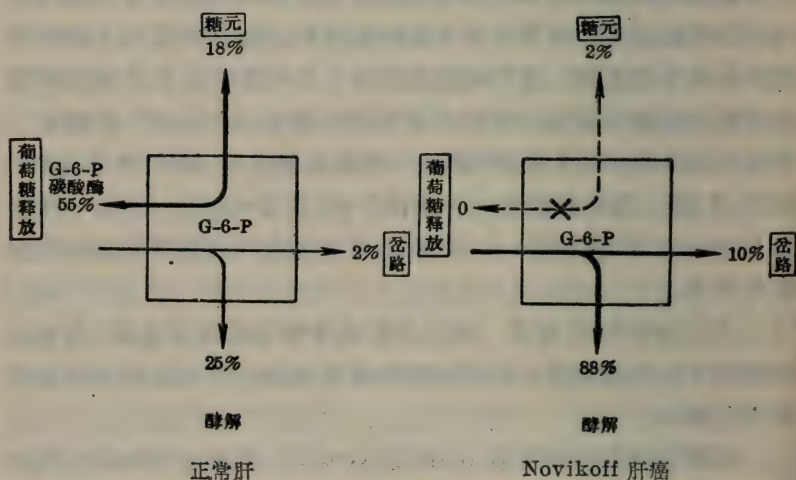 糖元
18%
葡萄糖释放
G-6-P
碳酸酶
55%
G-6-P
2%
岔路
25%
酵解
正常肝
糖元
2%
葡萄糖释放
0
G-6-P
10%
岔路
88%
酵解
Novikoff 肝癌